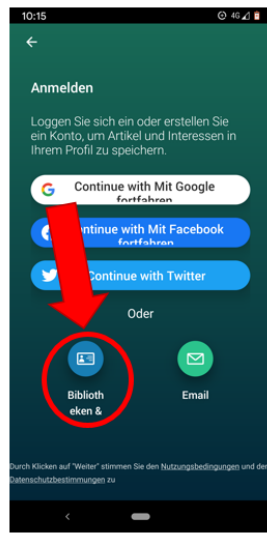 10:15
4G
Anmelden
Loggen Sie sich ein oder erstellen Sie
ein Konto, um Artikel und Interessen in
Ihrem Profil zu speichern.
Continue with Mit Google
fortfahren
ntinue with Mit Facebook
fortfahren
Continue with Twitter
Oder
Biblioth
eken &
Email
Durch Klicken auf "Weiter" stimmen Sie den Nutzungsbedingungen und der
Datenschutzbestimmungen zu